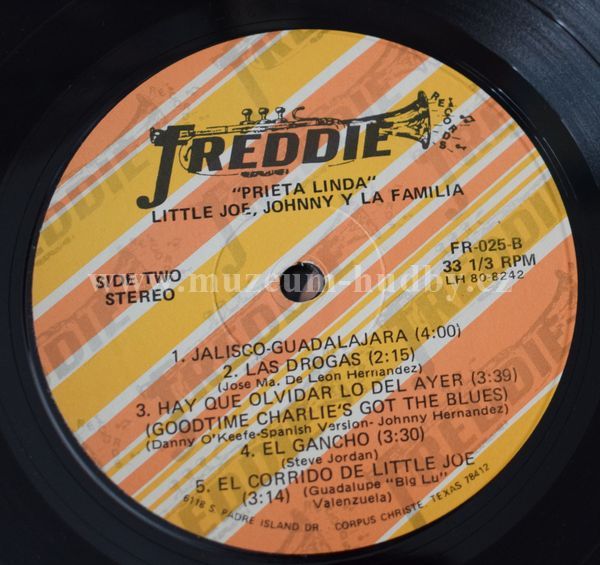 FREDDIE
RECORDS
"PRIETA LINDA"
LITTLE JOE, JOHNNY Y LA FAMILIA
SIDE TWO
STEREO
FR-025-B
33 1/3 RPM
LH 80-8242
www.muzeum-hudby.cz
1. JALISCO-GUADALAJARA (4:00)
2. LAS DROGAS (2:15)
(Jose Ma. De Leon Hernandez)
3. HAY QUE OLVIDAR LO DEL AYER (3:39)
(GOODTIME CHARLIE'S GOT THE BLUES)
(Danny O'Keefe-Spanish Version- Johnny Hernandez)
4. EL GANCHO (3:30)
(Steve Jordan)
5. EL CORRIDO DE LITTLE JOE
(3:14) (Guadalupe "Big Lu"
Valenzuela)
6118 S. PADRE ISLAND DR. CORPUS CHRISTI, TEXAS 78412